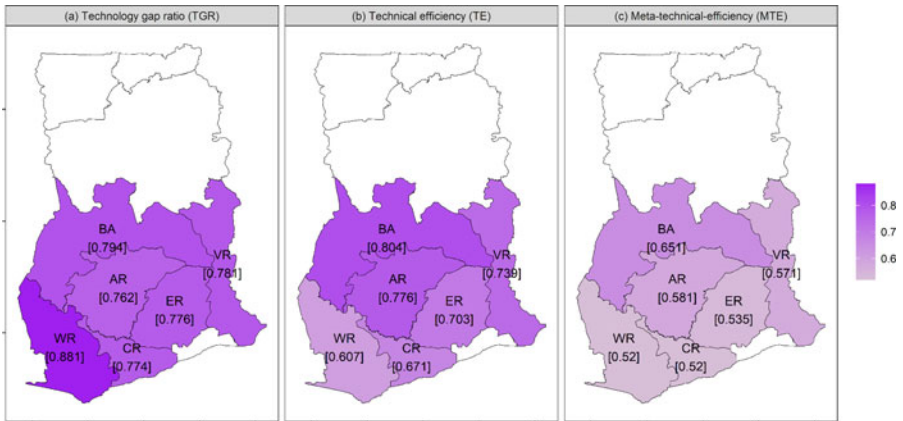 (a) Technology gap ratio (TGR)
BA
[0.794]
VR
[0.781]
AR
[0.762]
ER
[0.776]
WR
[0.881]
CR
[0.774]
(b) Technical efficiency (TE)
BA
[0.804]
VR
[0.739]
AR
[0.776]
ER
[0.703]
WR
[0.607]
CR
[0.671]
(c) Meta-technical-efficiency (MTE)
BA
[0.651]
VR
[0.571]
AR
[0.581]
ER
[0.535]
WR
[0.52]
CR
[0.52]
0.8
0.7
0.6